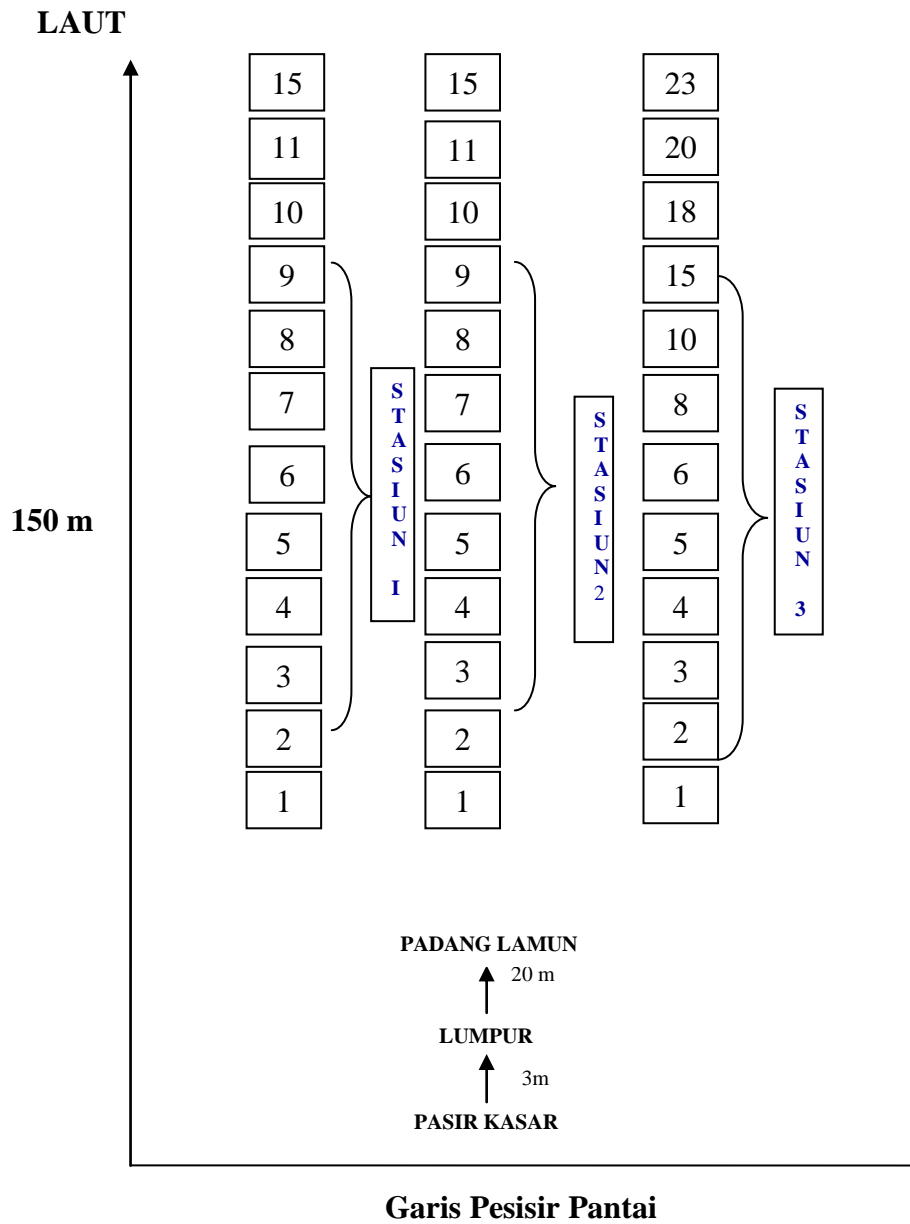 LAUT
15 15 23
11 11 20
10 10 18
9 9 15
8 8 10
7 7 8
6 6 6
5 5 5
4 4 4
3 3 3
2 2 2
1 1 1
STASIUN I
STASIUN 2
STASIUN 3
150 m
PADANG LAMUN
20 m
LUMPUR
3m
PASIR KASAR
Garis Pesisir Pantai